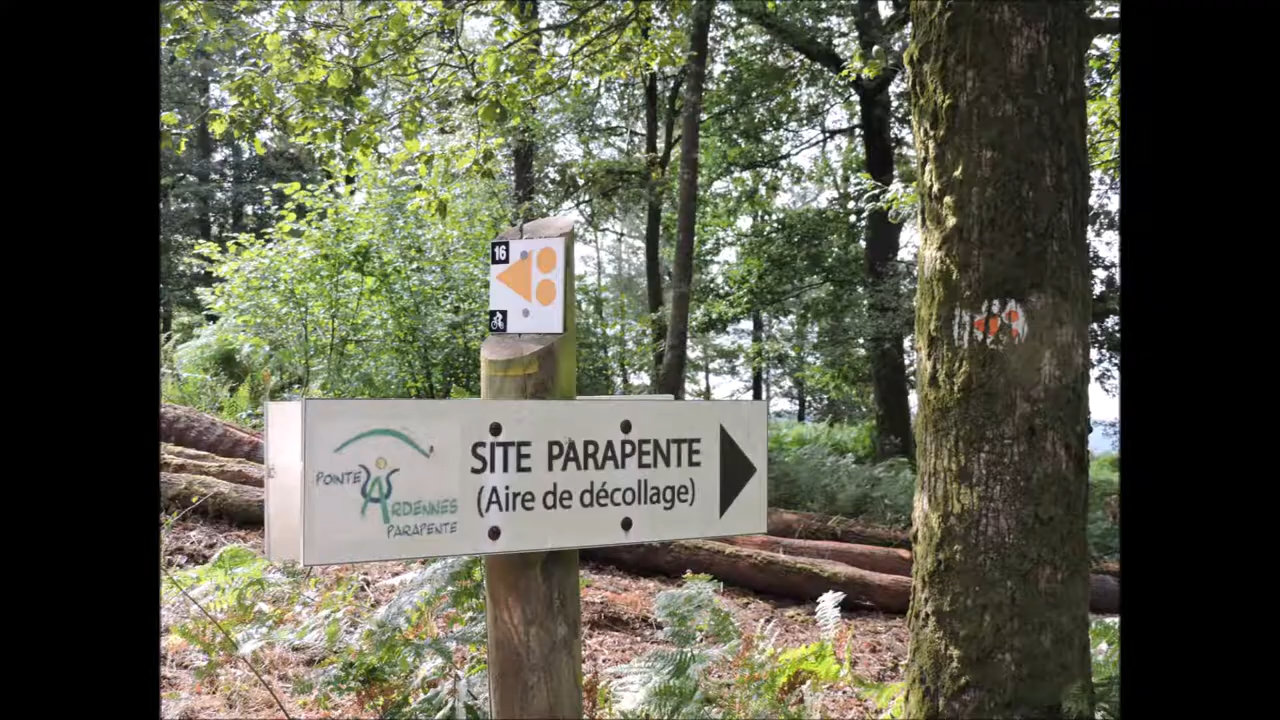 16
SITE PARAPENTE
(Aire de décollage)
POINTE
ARDENNES
PARAPENTE